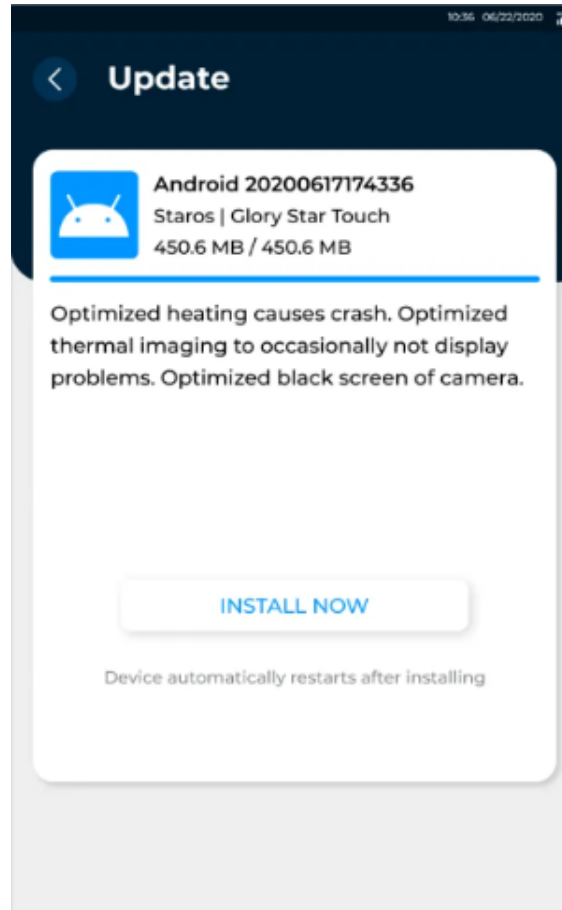 10:36 06/22/2020
Update
Android 20200617174336
Staros | Glory Star Touch
450.6 MB / 450.6 MB
Optimized heating causes crash. Optimized
thermal imaging to occasionally not display
problems. Optimized black screen of camera.
INSTALL NOW
Device automatically restarts after installing